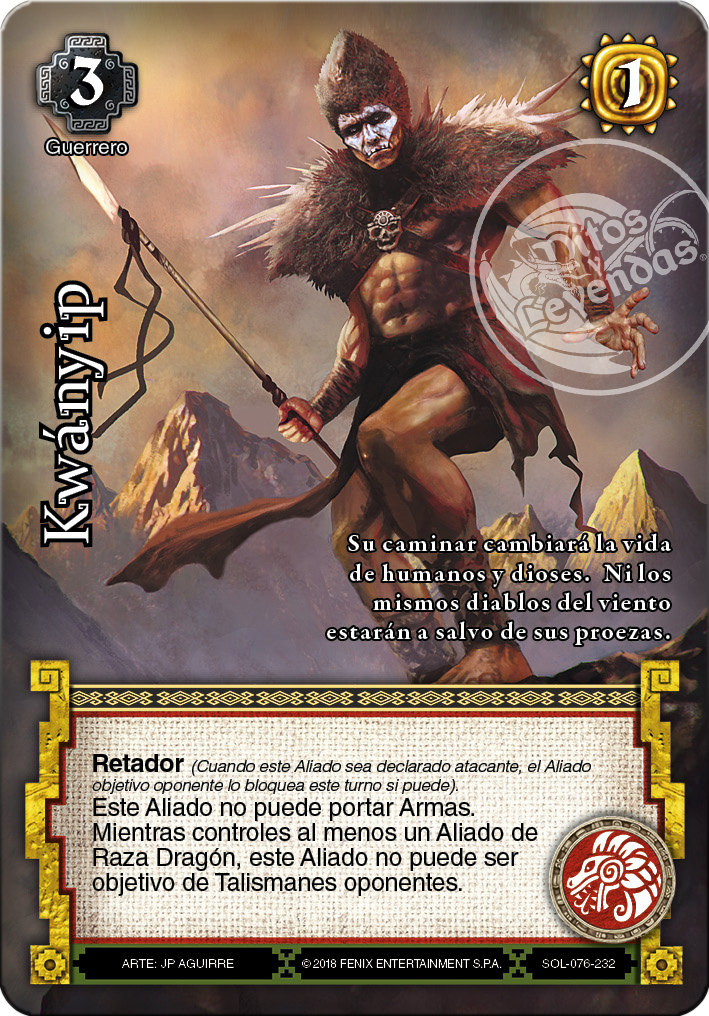 3
1
Guerrero
Mitos
y
Leyendas®
Kwányip
Su caminar cambiará la vida
de humanos y dioses. Ni los
mismos diablos del viento
estarán a salvo de sus proezas.
Retador (Cuando este Aliado sea declarado atacante, el Aliado
objetivo oponente lo bloquea este turno si puede).
Este Aliado no puede portar Armas.
Mientras controles al menos un Aliado de
Raza Dragón, este Aliado no puede ser
objetivo de Talismanes oponentes.
ARTE: JP AGUIRRE
© 2018 FENIX ENTERTAINMENT S.P.A.
SOL-076-232